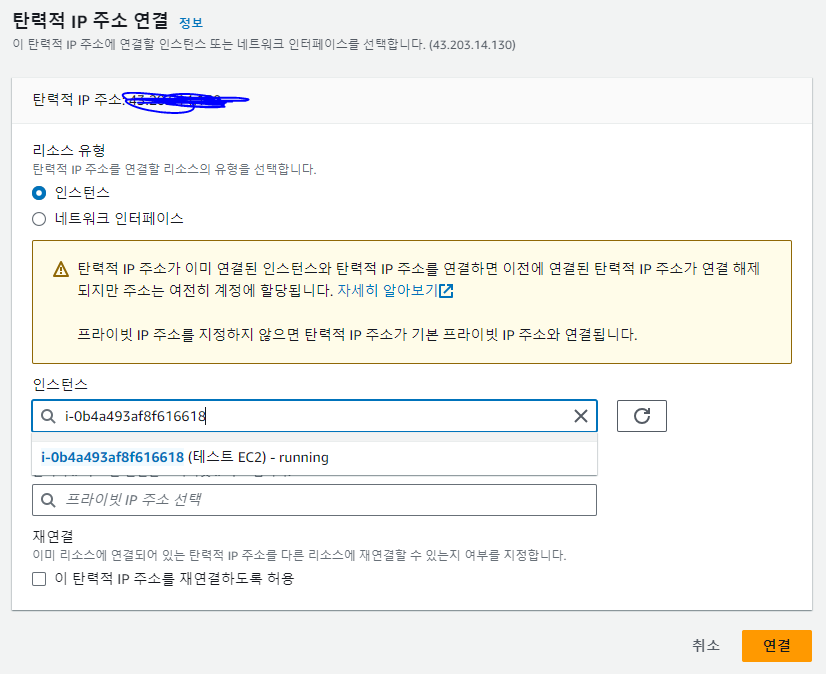 탄력적 IP 주소 연결 정보
이 탄력적 IP 주소에 연결할 인스턴스 또는 네트워크 인터페이스를 선택합니다. (43.203.14.130)
탄력적 IP 주소:
리소스 유형
탄력적 IP 주소를 연결할 리소스의 유형을 선택합니다.
인스턴스
네트워크 인터페이스
탄력적 IP 주소가 이미 연결된 인스턴스와 탄력적 IP 주소를 연결하면 이전에 연결된 탄력적 IP 주소가 연결 해제
되지만 주소는 여전히 계정에 할당됩니다. 자세히 알아보기
프라이빗 IP 주소를 지정하지 않으면 탄력적 IP 주소가 기본 프라이빗 IP 주소와 연결됩니다.
인스턴스
i-0b4a493af8f616618
i-0b4a493af8f616618 (테스트 EC2) - running
프라이빗 IP 주소 선택
재연결
이미 리소스에 연결되어 있는 탄력적 IP 주소를 다른 리소스에 재연결할 수 있는지 여부를 지정합니다.
이 탄력적 IP 주소를 재연결하도록 허용
취소
연결